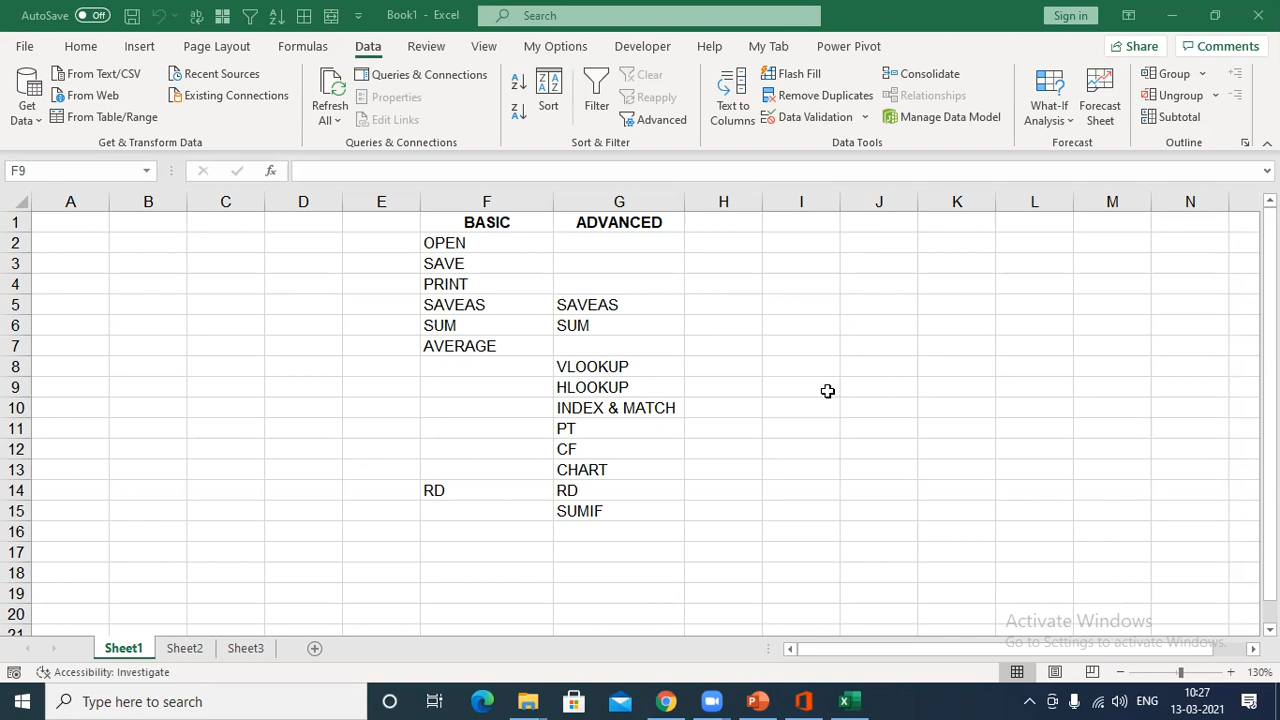 AutoSave Off Book1 - Excel Search Sign in
File Home Insert Page Layout Formulas Data Review View My Options Developer Help My Tab Power Pivot Share Comments
Get Data
From Text/CSV
From Web
From Table/Range
Recent Sources
Existing Connections
Get & Transform Data
Refresh All
Queries & Connections
Properties
Edit Links
Queries & Connections
Sort
Filter
Clear
Reapply
Advanced
Sort & Filter
Text to Columns
Flash Fill
Remove Duplicates
Data Validation
Consolidate
Relationships
Manage Data Model
Data Tools
What-If Analysis
Forecast Sheet
Forecast
Group
Ungroup
Subtotal
Outline
F9 fx
A B C D E F G H I J K L M N
1 BASIC ADVANCED
2 OPEN
3 SAVE
4 PRINT
5 SAVEAS SAVEAS
6 SUM SUM
7 AVERAGE
8 VLOOKUP
9 HLOOKUP
10 INDEX & MATCH
11 PT
12 CF
13 CHART
14 RD RD
15 SUMIF
16
17
18
19
20
21
Activate Windows
Go to Settings to activate Windows.
Sheet1 Sheet2 Sheet3
Accessibility: Investigate 130%
Type here to search ENG 10:27
13-03-2021